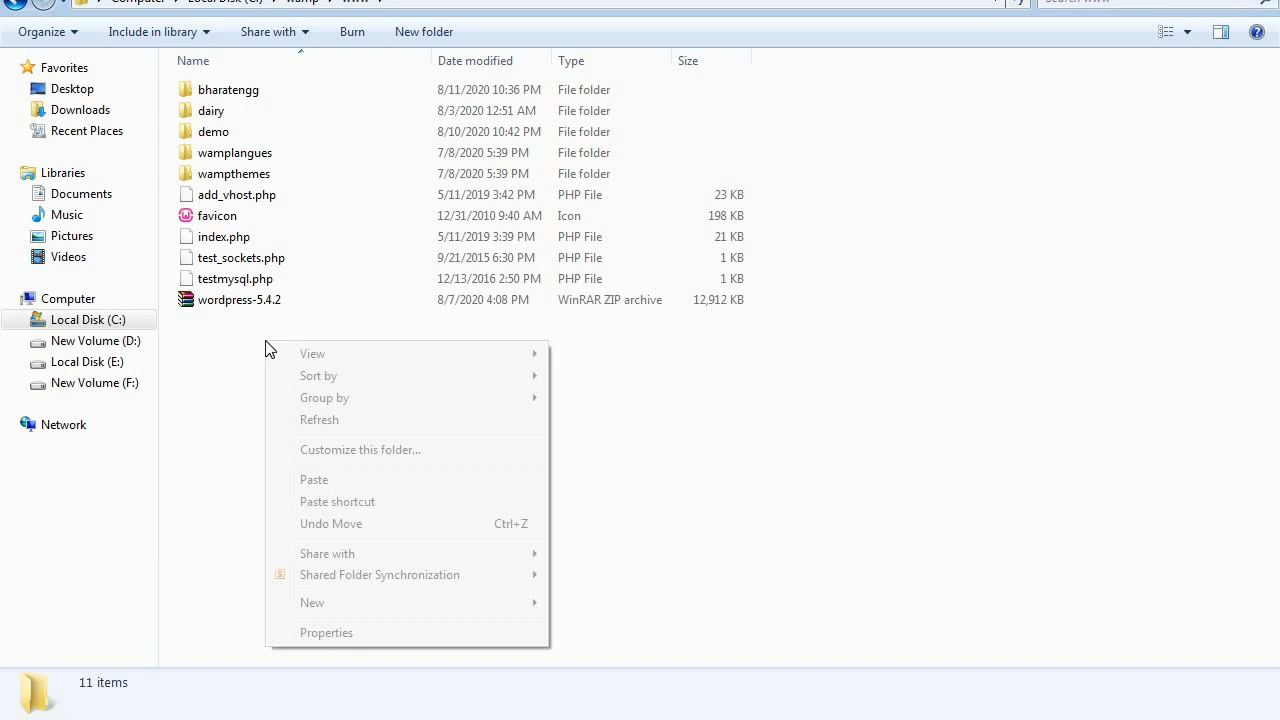 Computer Local Disk (C:) wamp www Search www
Organize Include in library Share with Burn New folder
Name Date modified Type Size
Favorites
Desktop
Downloads
Recent Places
Libraries
Documents
Music
Pictures
Videos
Computer
Local Disk (C:)
New Volume (D:)
Local Disk (E:)
New Volume (F:)
Network
bharatengg 8/11/2020 10:36 PM File folder
dairy 8/3/2020 12:51 AM File folder
demo 8/10/2020 10:42 PM File folder
wamplangues 7/8/2020 5:39 PM File folder
wampthemes 7/8/2020 5:39 PM File folder
add_vhost.php 5/11/2019 3:42 PM PHP File 23 KB
favicon 12/31/2010 9:40 AM Icon 198 KB
index.php 5/11/2019 3:39 PM PHP File 21 KB
test_sockets.php 9/21/2015 6:30 PM PHP File 1 KB
testmysql.php 12/13/2016 2:50 PM PHP File 1 KB
wordpress-5.4.2 8/7/2020 4:08 PM WinRAR ZIP archive 12,912 KB
View
Sort by
Group by
Refresh
Customize this folder...
Paste
Paste shortcut
Undo Move Ctrl+Z
Share with
Shared Folder Synchronization
New
Properties
11 items